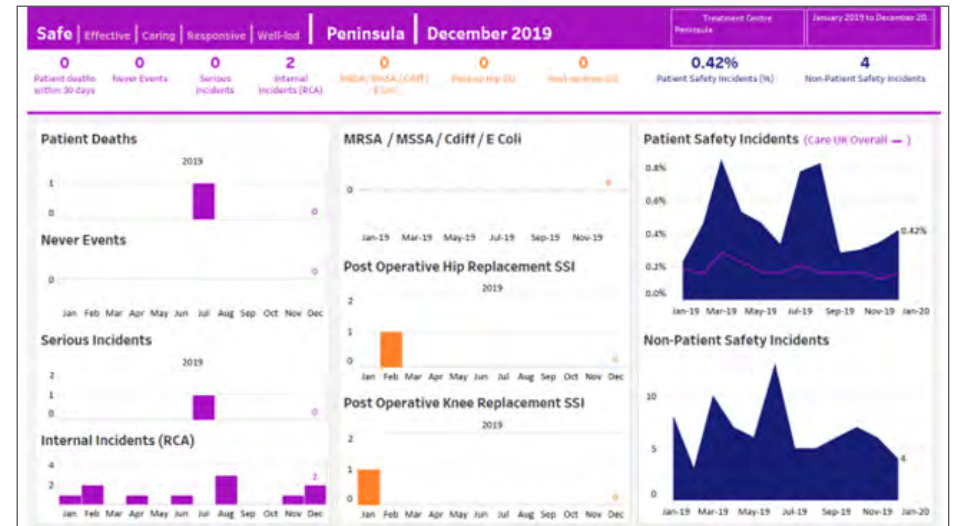 Safe | Effective | Caring | Responsive | Well-led | Peninsula | December 2019
Treatment Centre
Peninsula
January 2019 to December 20..
0
Patient deaths
within 30 days
0
Never Events
0
Serious
Incidents
2
Internal
Incidents (RCA)
0
MRSA / MSSA / Cdiff /
E Coli
0
Post-op Hip SSI
0
0.42%
Patient Safety Incidents (%)
4
Non-Patient Safety Incidents
Patient Deaths
2019
1
0
0
Never Events
0
0
Jan Feb Mar Apr May Jun Jul Aug Sep Oct Nov Dec
Serious Incidents
2019
2
1
0
0
Internal Incidents (RCA)
4
2
2
Jan Feb Mar Apr May Jun Jul Aug Sep Oct Nov Dec
MRSA / MSSA / Cdiff / E Coli
0
0
Jan-19 Mar-19 May-19 Jul-19 Sep-19 Nov-19
Post Operative Hip Replacement SSI
2019
2
1
0
0
Jan Feb Mar Apr May Jun Jul Aug Sep Oct Nov Dec
Post Operative Knee Replacement SSI
2019
2
1
0
0
Jan Feb Mar Apr May Jun Jul Aug Sep Oct Nov Dec
Patient Safety Incidents (Care UK Overall — )
0.8%
0.6%
0.4%
0.42%
0.2%
0.0%
Jan-19 Mar-19 May-19 Jul-19 Sep-19 Nov-19 Jan-20
Non-Patient Safety Incidents
10
5
4
0
Jan-19 Mar-19 May-19 Jul-19 Sep-19 Nov-19 Jan-20